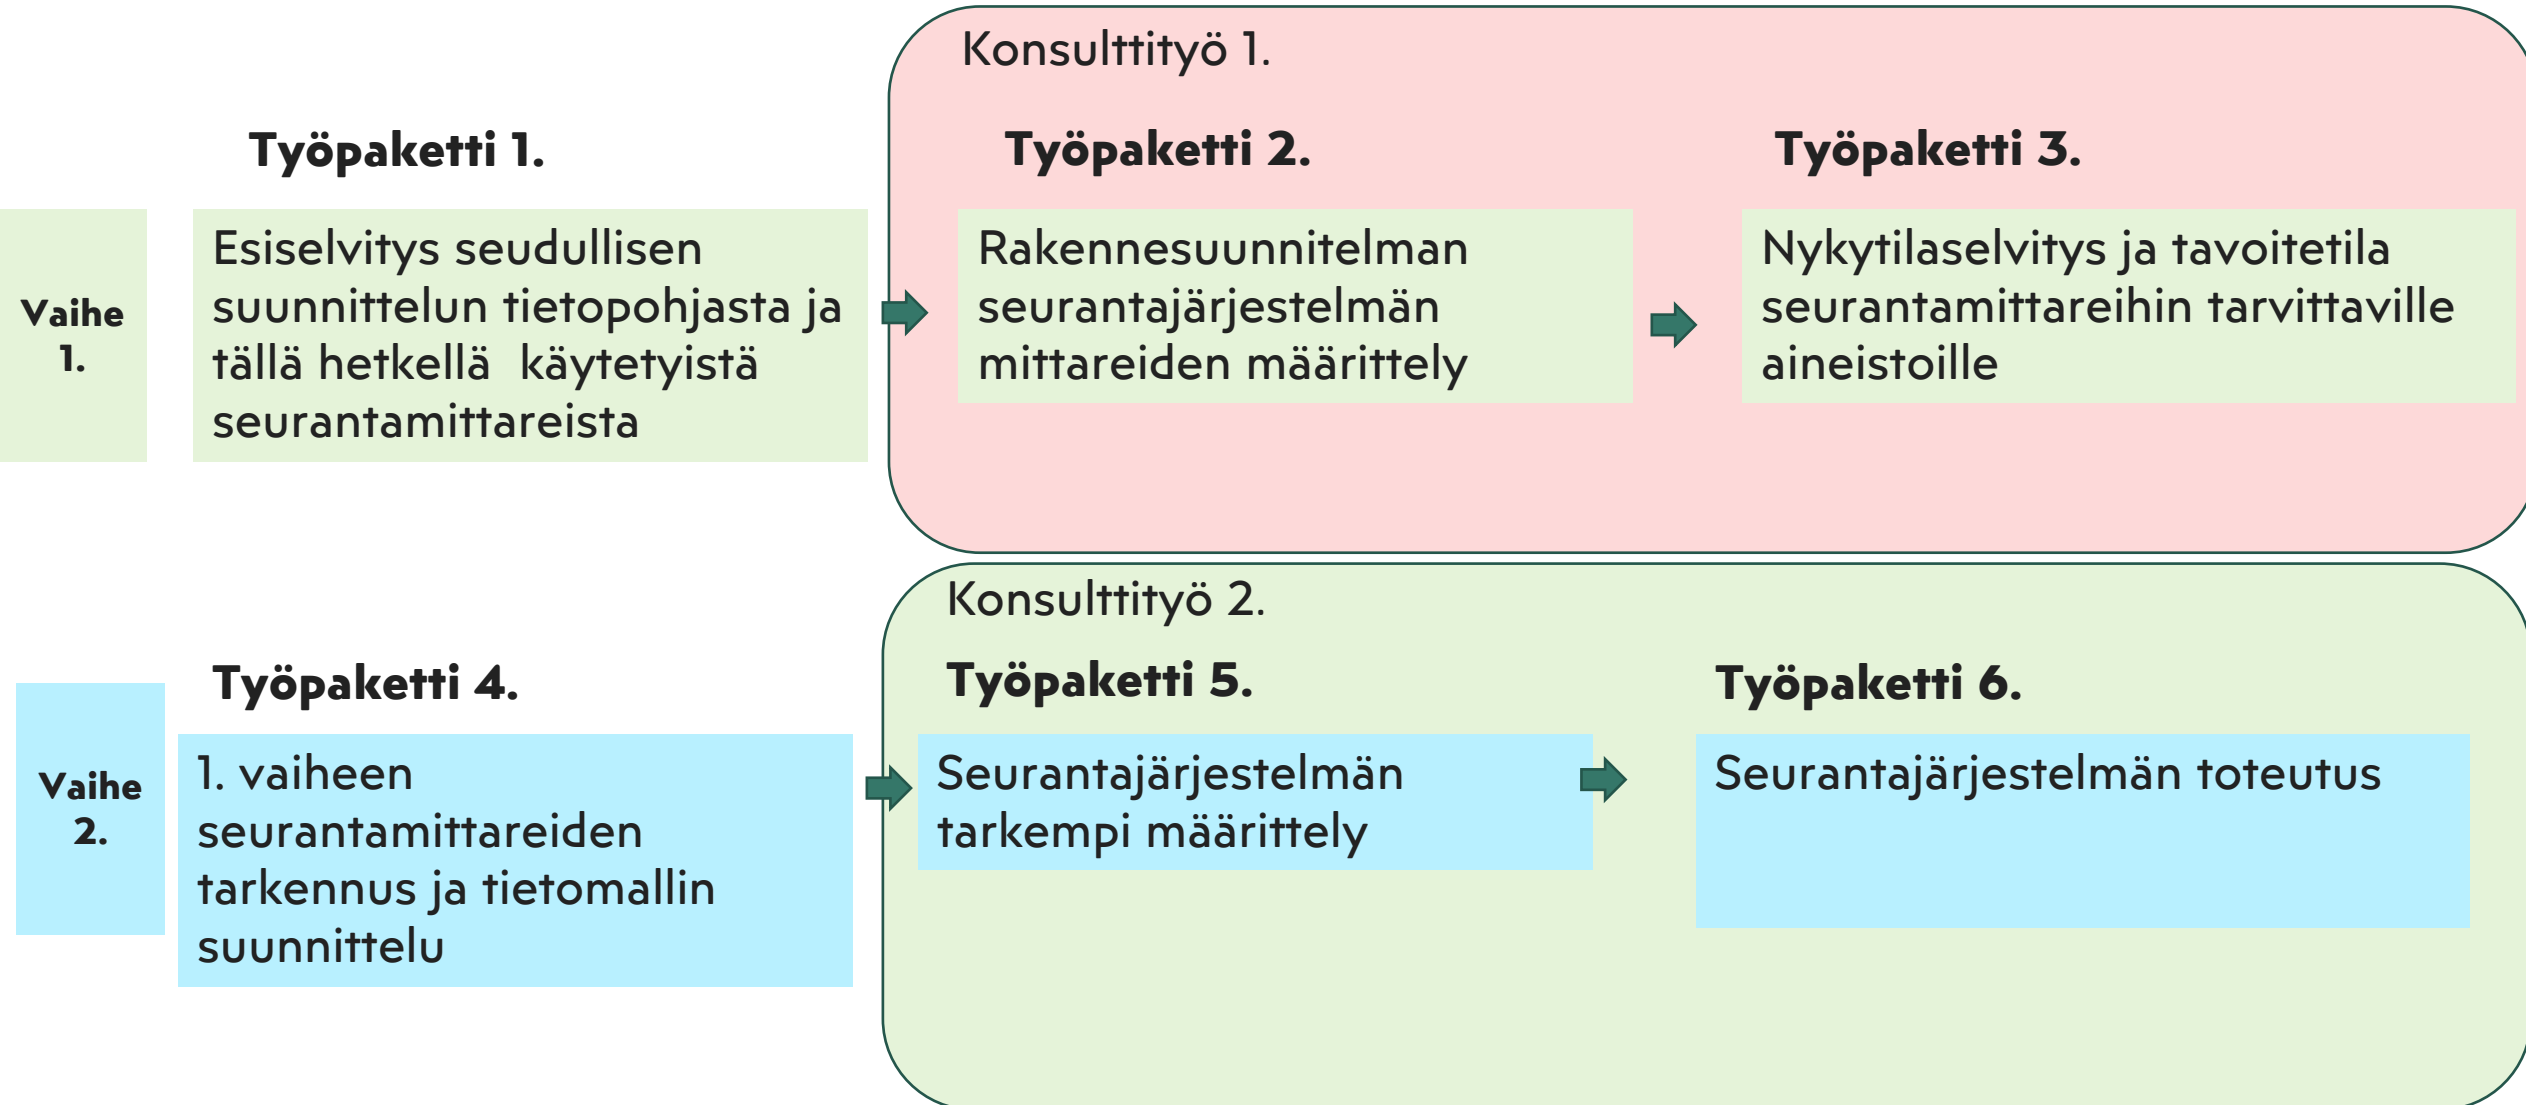 Konsulttityö 1.
Työpaketti 1.
Työpaketti 2.
Työpaketti 3.
Vaihe
1.
Esiselvitys seudullisen
suunnittelun tietopohjasta ja
tällä hetkellä  käytetyistä
seurantamittareista
Rakennesuunnitelman
seurantajärjestelmän
mittareiden määrittely
Nykytilaselvitys ja tavoitetila
seurantamittareihin tarvittaville
aineistoille
Konsulttityö 2.
Työpaketti 4.
Työpaketti 5.
Työpaketti 6.
Vaihe
2.
1. vaiheen
seurantamittareiden
tarkennus ja tietomallin
suunnittelu
Seurantajärjestelmän
tarkempi määrittely
Seurantajärjestelmän toteutus